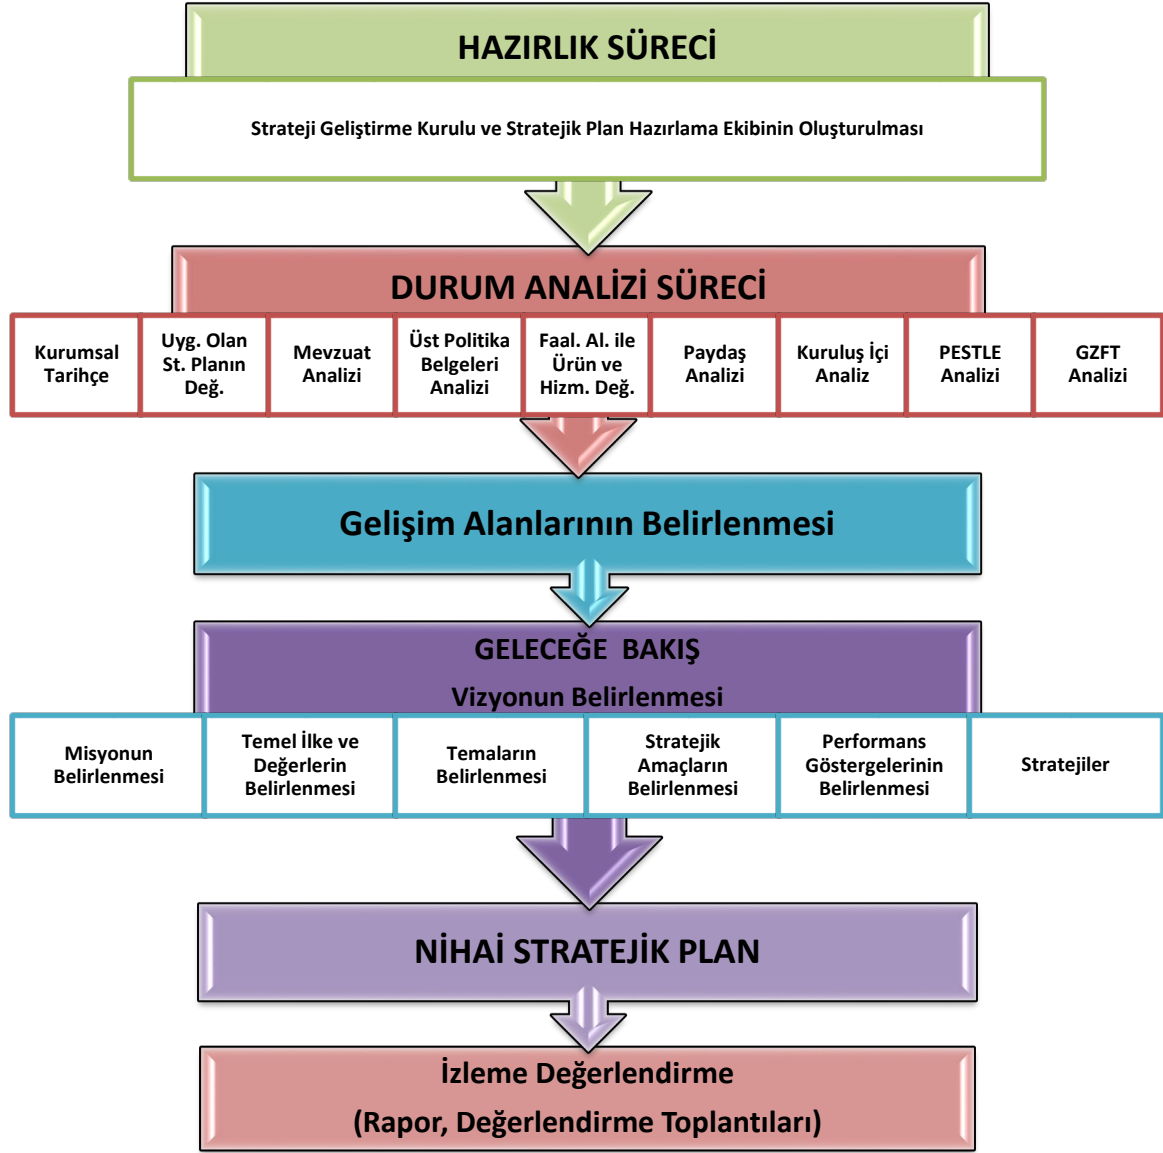 HAZIRLIK SÜRECİ
Strateji Geliştirme Kurulu ve Stratejik Plan Hazırlama Ekibinin Oluşturulması
DURUM ANALİZİ SÜRECİ
Kurumsal
Tarihçe
Uyg. Olan
St. Planın
Değ.
Mevzuat
Analizi
Üst Politika
Belgeleri
Analizi
Faal. Al. ile
Ürün ve
Hizm. Değ.
Paydaş
Analizi
Kuruluş İçi
Analiz
PESTLE
Analizi
GZFT
Analizi
Gelişim Alanlarının Belirlenmesi
GELECEĞE BAKIŞ
Vizyonun Belirlenmesi
Misyonun
Belirlenmesi
Temel İlke ve
Değerlerin
Belirlenmesi
Temaların
Belirlenmesi
Stratejik
Amaçların
Belirlenmesi
Performans
Göstergelerinin
Belirlenmesi
Stratejiler
NİHAİ STRATEJİK PLAN
İzleme Değerlendirme
(Rapor, Değerlendirme Toplantıları)